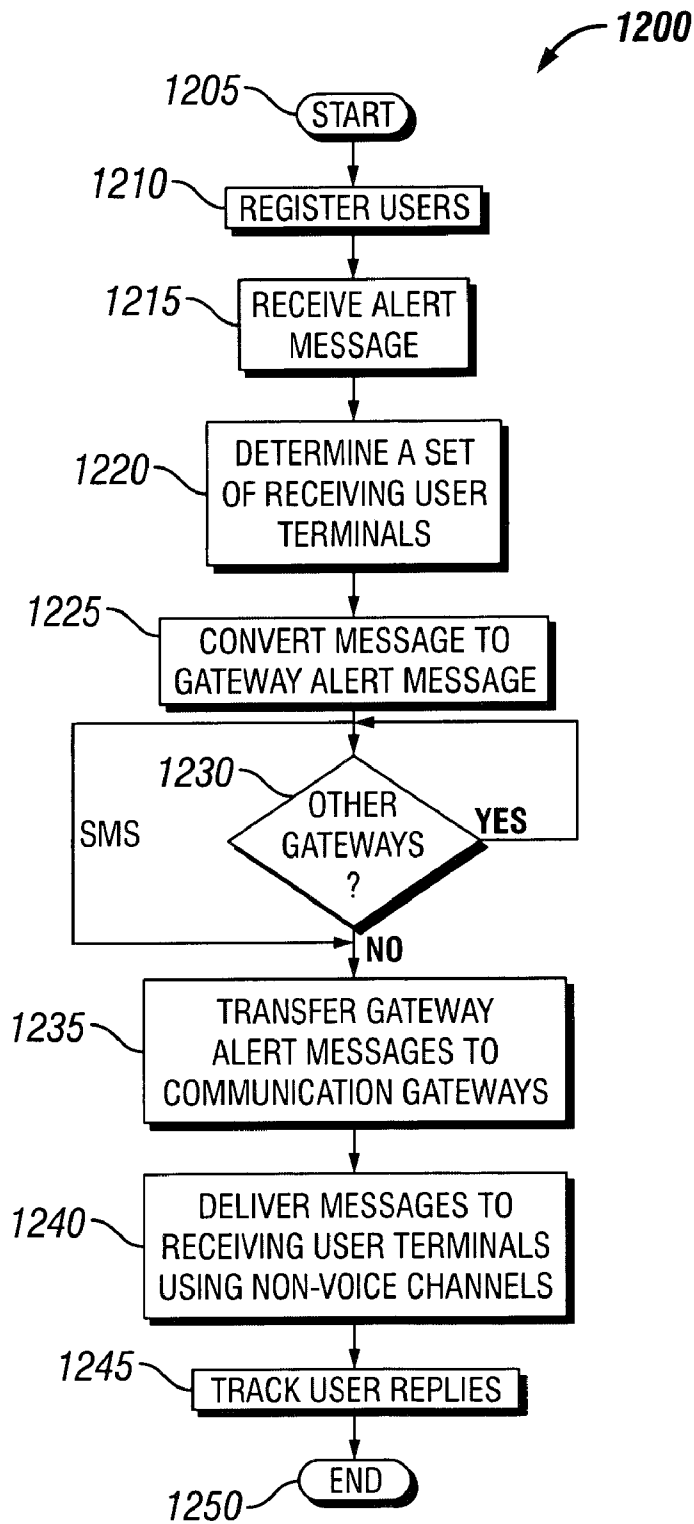 1200
1205
START
1210
REGISTER USERS
1215
RECEIVE ALERT
MESSAGE
1220
DETERMINE A SET
OF RECEIVING USER
TERMINALS
1225
CONVERT MESSAGE TO
GATEWAY ALERT MESSAGE
1230
SMS
OTHER
GATEWAYS
?
YES
NO
1235
TRANSFER GATEWAY
ALERT MESSAGES TO
COMMUNICATION GATEWAYS
1240
DELIVER MESSAGES TO
RECEIVING USER TERMINALS
USING NON-VOICE CHANNELS
1245
TRACK USER REPLIES
1250
END